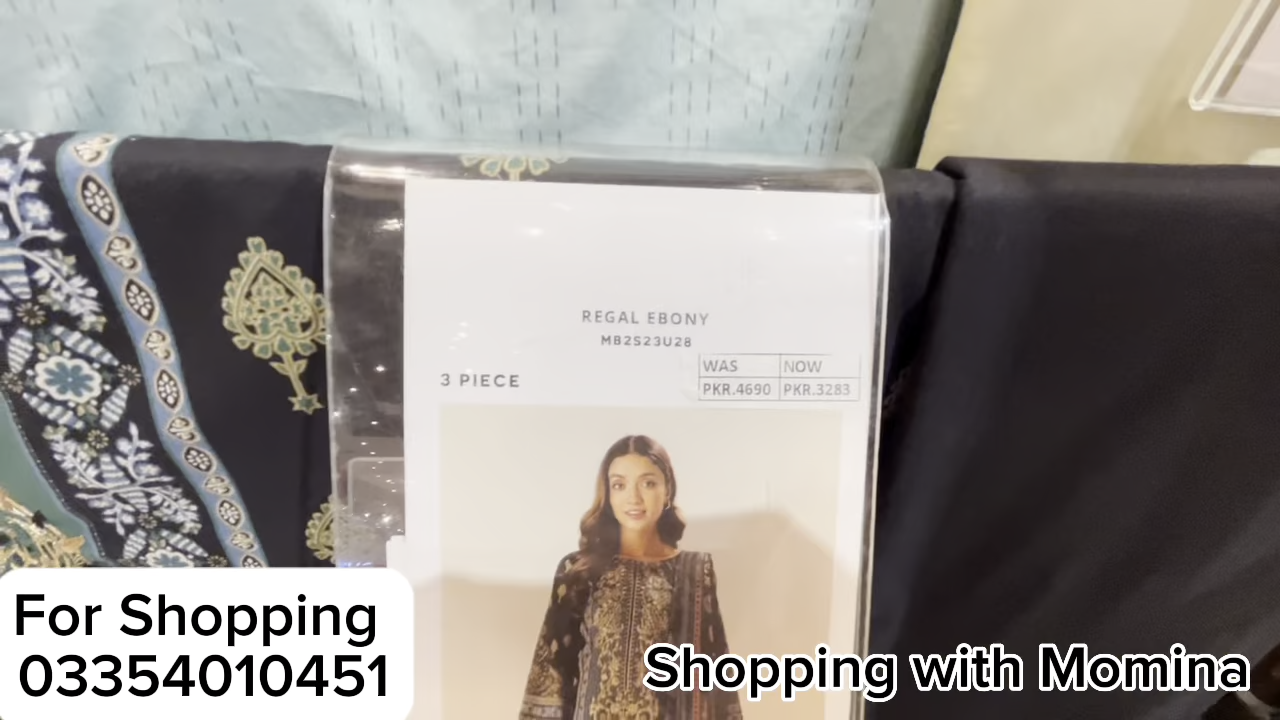 REGAL EBONY
MB2S23U28
3 PIECE
WAS NOW
PKR.4690 PKR.3283
For Shopping
03354010451
Shopping with Momina